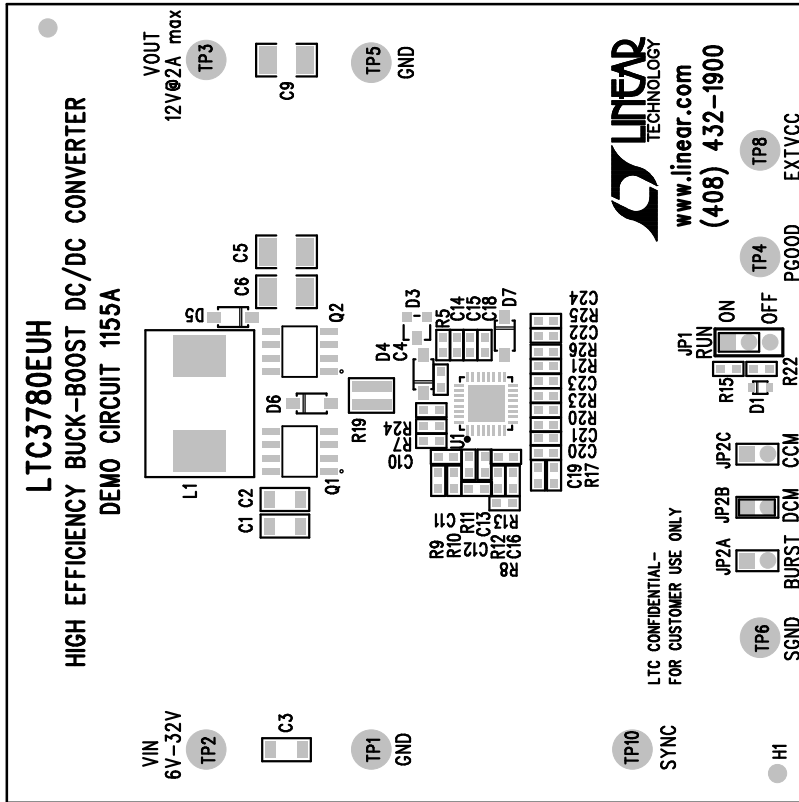 LTC3780EUH
HIGH EFFICIENCY BUCK-BOOST DC/DC CONVERTER
DEMO CIRCUIT 1155A
VIN
6V-32V
TP2
C3
TP1
GND
VOUT
12V@2A max
TP3
C9
TP5
GND
L1
D5
C6
C5
C1
C2
Q1
D6
Q2
R19
D4
C4
D3
R5
C14
C15
C18
D7
R7
R24
U1
C10
R9
C11
R10
R11
C12
C13
R12
R13
C16
R8
C24
R25
C22
R26
R21
C23
R23
R20
C21
C20
C19
R17
LINEAR
TECHNOLOGY
www.linear.com
(408) 432-1900
LTC CONFIDENTIAL-
FOR CUSTOMER USE ONLY
TP10
SYNC
TP6
SGND
JP2A
BURST
JP2B
DCM
JP2C
CCM
R15
D1
R22
JP1
RUN
ON
OFF
TP4
PGOOD
TP8
EXTVCC
H1